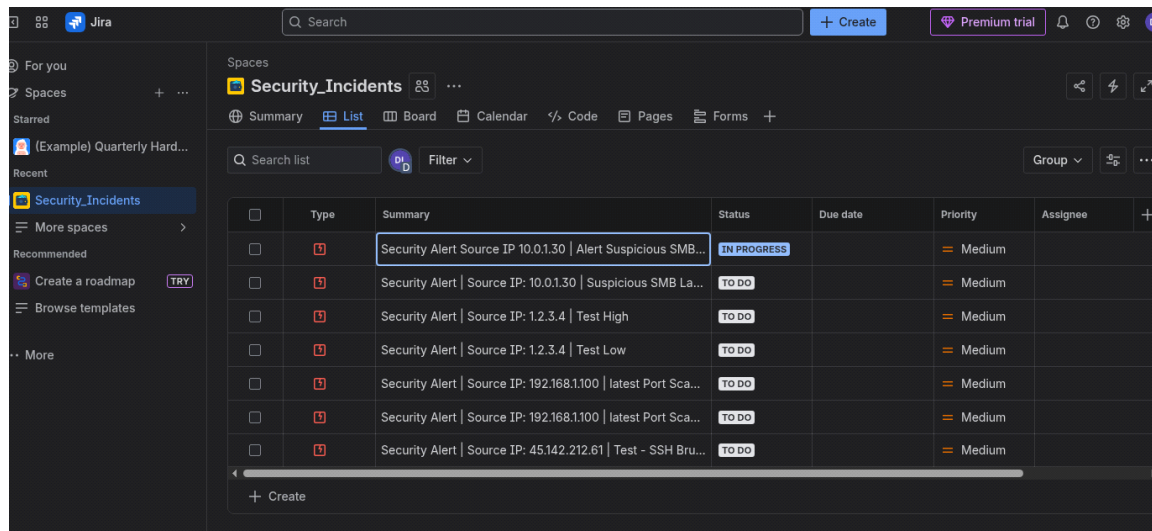 Jira
Search
+ Create
Premium trial
For you
Spaces
Starred
(Example) Quarterly Hard...
Recent
Security_Incidents
More spaces
Recommended
Create a roadmap
TRY
Browse templates
More
Spaces
Security_Incidents
Summary List Board Calendar Code Pages Forms
Search list
DI
D
Filter
Group
Type Summary Status Due date Priority Assignee
Security Alert Source IP 10.0.1.30 | Alert Suspicious SMB... IN PROGRESS Medium
Security Alert | Source IP: 10.0.1.30 | Suspicious SMB La... TO DO Medium
Security Alert | Source IP: 1.2.3.4 | Test High TO DO Medium
Security Alert | Source IP: 1.2.3.4 | Test Low TO DO Medium
Security Alert | Source IP: 192.168.1.100 | latest Port Sca... TO DO Medium
Security Alert | Source IP: 192.168.1.100 | latest Port Sca... TO DO Medium
Security Alert | Source IP: 45.142.212.61 | Test - SSH Bru... TO DO Medium
+ Create